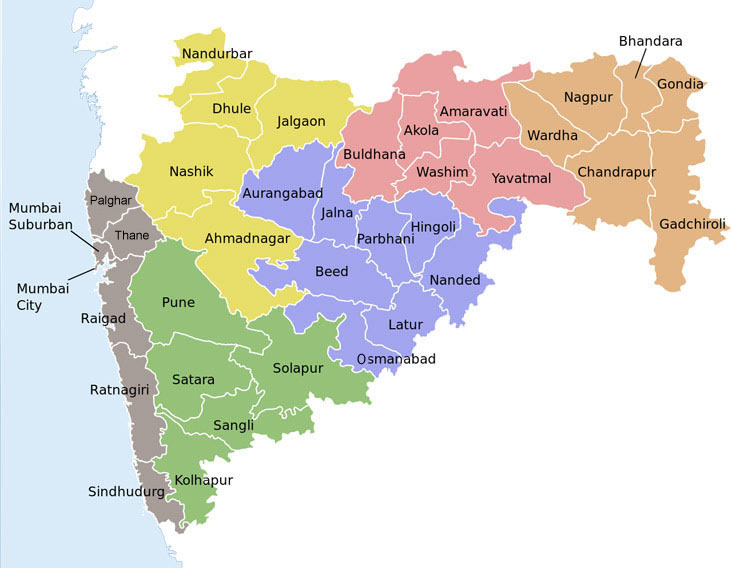 Bhandara
Nandurbar
Gondia
Nagpur
Dhule
Amaravati
Jalgaon
Akola
Wardha
Buldhana
Nashik
Washim
Chandrapur
Yavatmal
Aurangabad
Palghar
Jalna
Mumbai
Suburban
Gadchiroli
Hingoli
Thane
Ahmadnagar
Parbhani
Beed
Nanded
Mumbai
City
Pune
Raigad
Latur
Osmanabad
Solapur
Satara
Ratnagiri
Sangli
Kolhapur
Sindhudurg